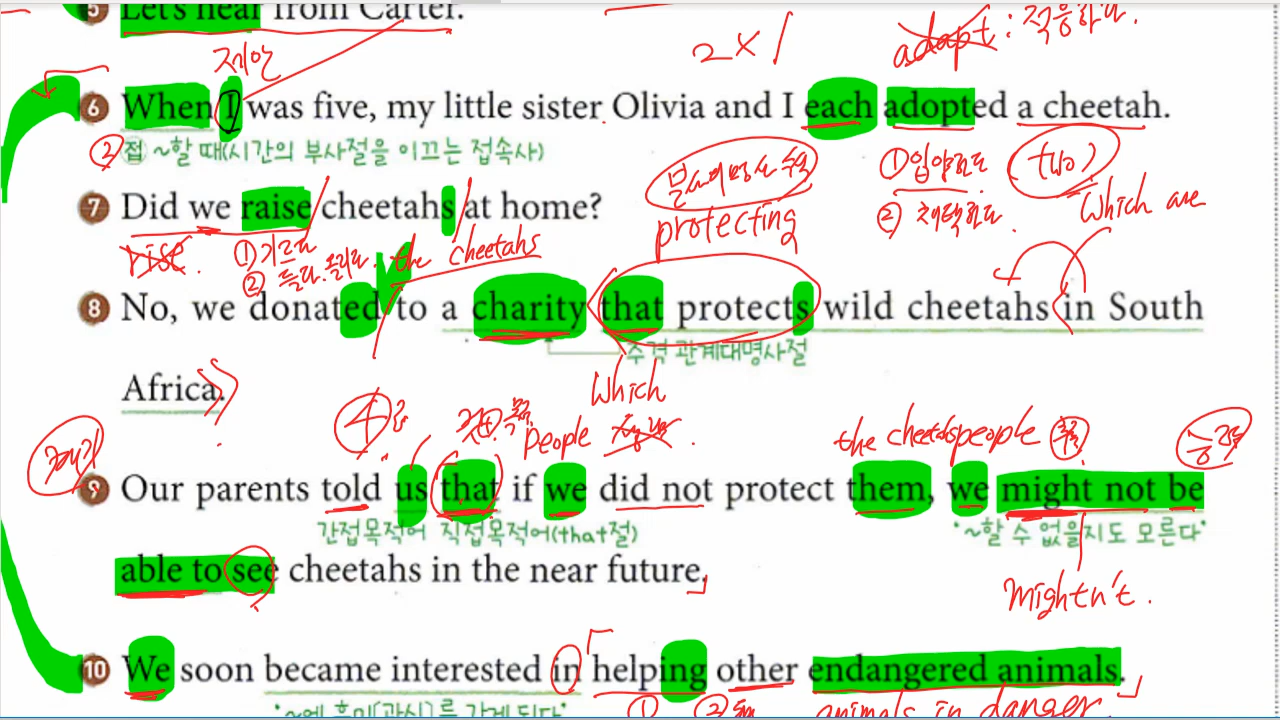 5 Let's hear from Carter.
제안
2 X 1
adapt : 적응하다.
6 When I was five, my little sister Olivia and I each adopted a cheetah.
② 접 ~할 때(시간의 부사절을 이끄는 접속사)
①입양하다
② 채택하다
two
which are
protecting
7 Did we raise cheetahs at home?
rise.
①기르다
② 들다. 올리다.
the cheetahs
8 No, we donated to a charity that protects wild cheetahs in South
주격 관계대명사절
Africa.
which
people
the cheetahs people
9 Our parents told us that if we did not protect them, we might not be
간접목적어 직접목적어(that절)
"~할 수 없을지도 모른다"
able to see cheetahs in the near future.
mightn't.
10 We soon became interested in helping other endangered animals.
"~에 흥미[관심]를 가게 되다"
① ②
animals in danger